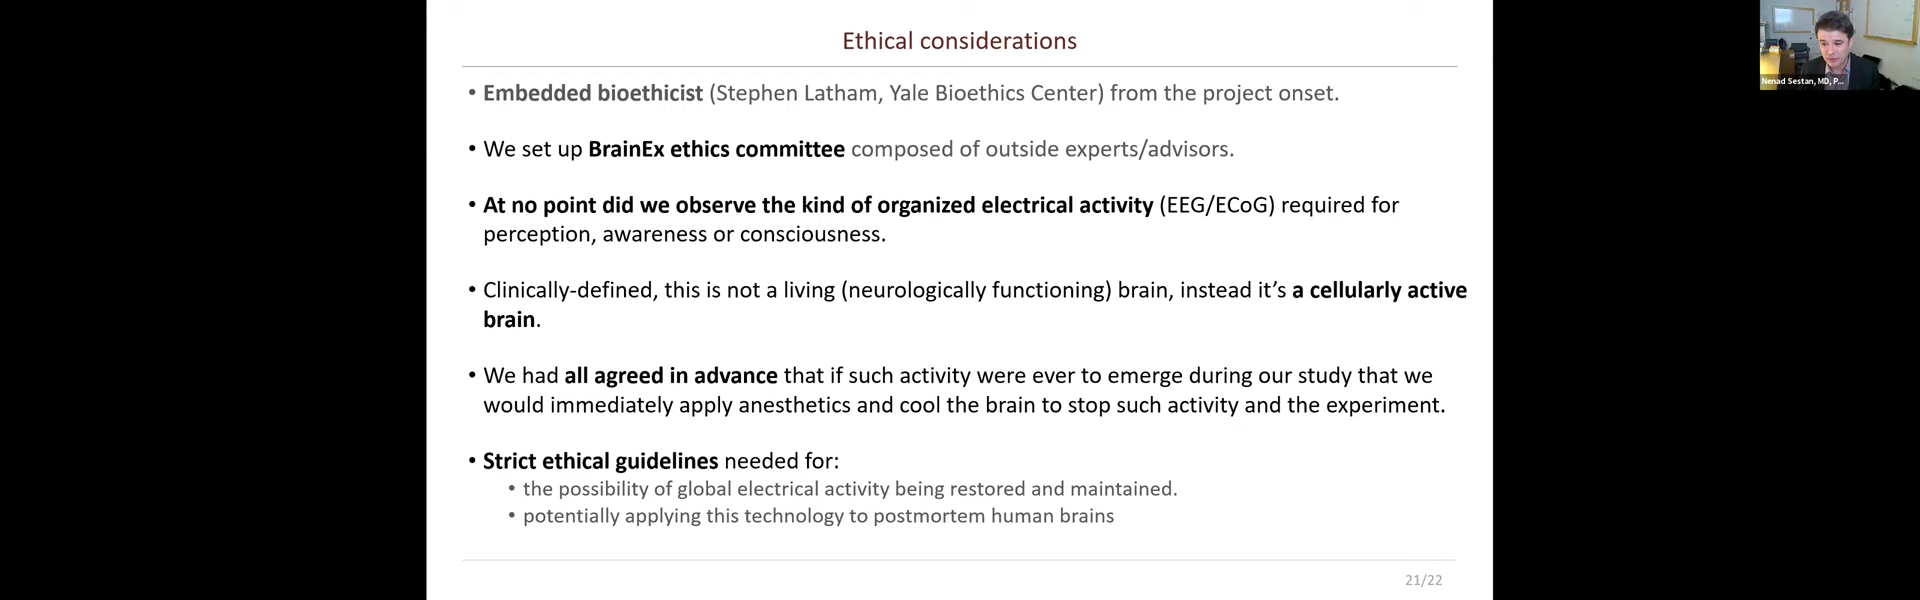 Ethical considerations
• Embedded bioethicist (Stephen Latham, Yale Bioethics Center) from the project onset.
• We set up BrainEx ethics committee composed of outside experts/advisors.
• At no point did we observe the kind of organized electrical activity (EEG/ECoG) required for
perception, awareness or consciousness.
• Clinically-defined, this is not a living (neurologically functioning) brain, instead it’s a cellularly active
brain.
• We had all agreed in advance that if such activity were ever to emerge during our study that we
would immediately apply anesthetics and cool the brain to stop such activity and the experiment.
• Strict ethical guidelines needed for:
• the possibility of global electrical activity being restored and maintained.
• potentially applying this technology to postmortem human brains
21/22
Nenad Sestan, MD, P...